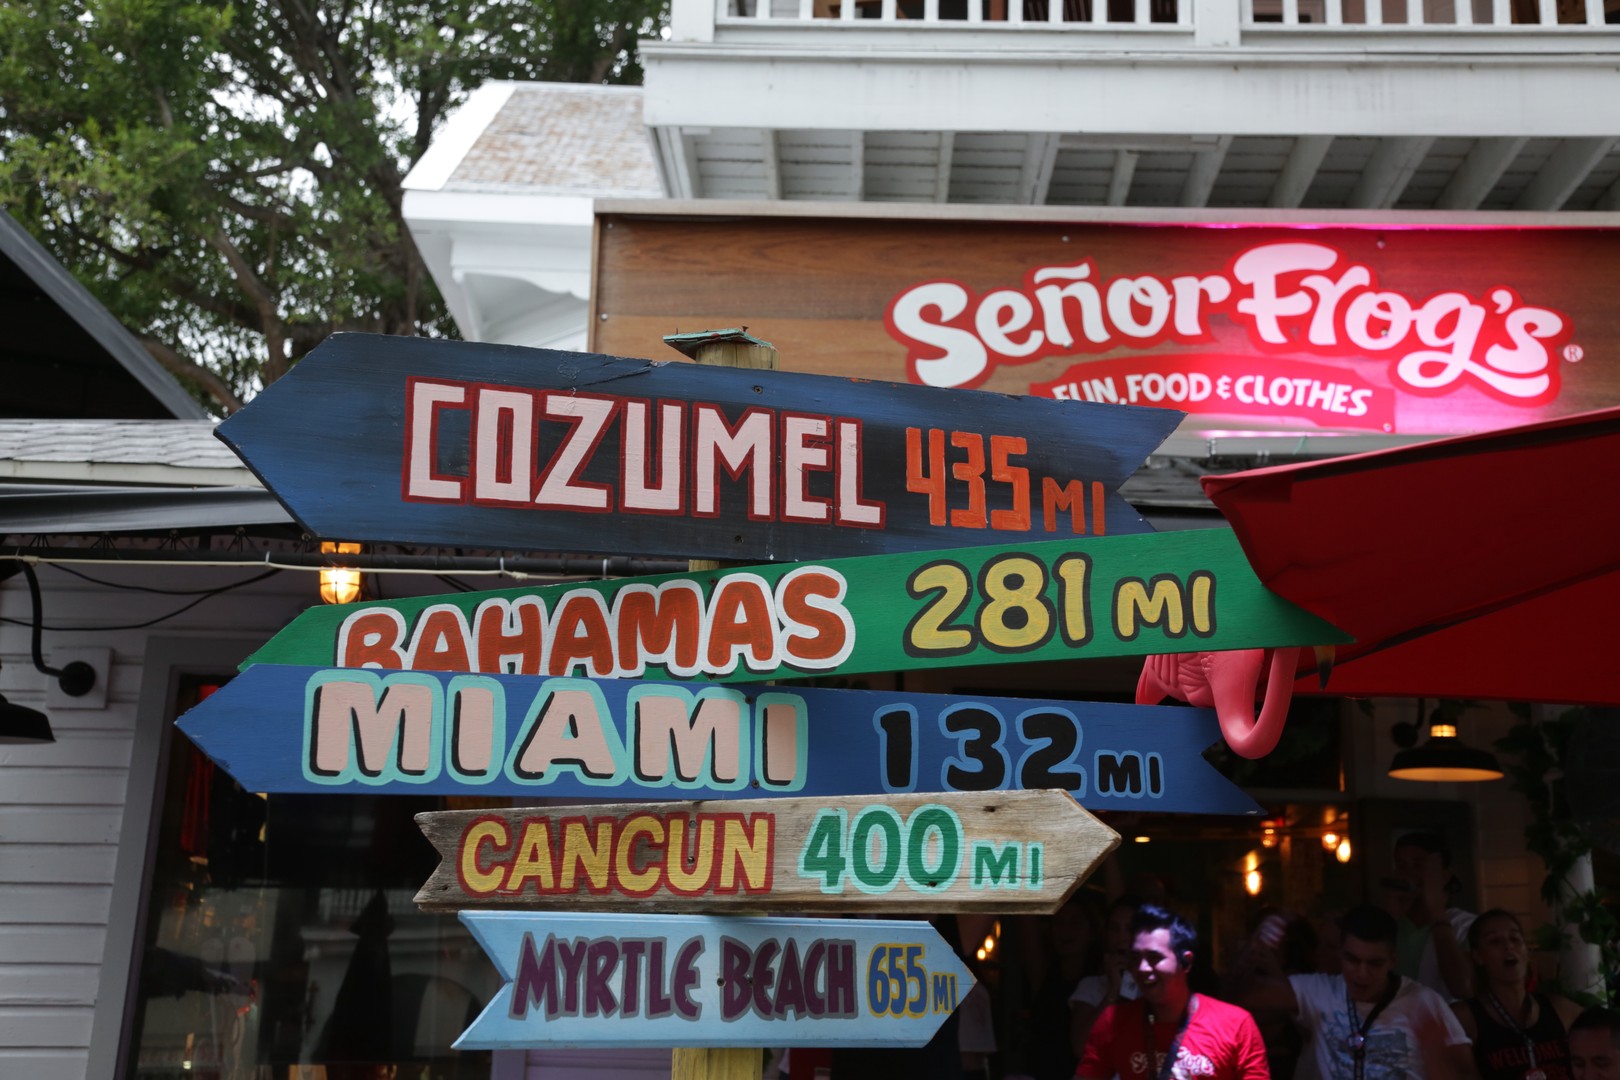 Señor Frog's ®
FUN, FOOD & CLOTHES
COZUMEL 435 MI
BAHAMAS 281 MI
MIAMI 132 MI
CANCUN 400 MI
MYRTLE BEACH 655 MI
WELCOME